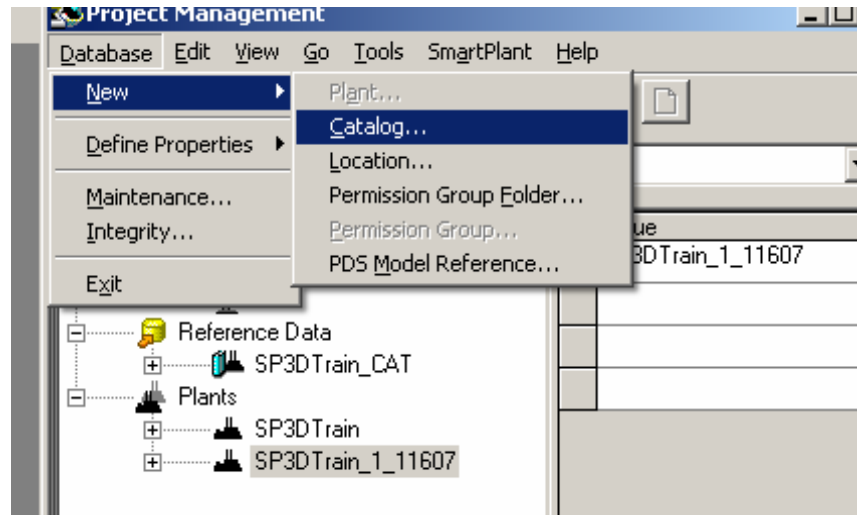 Project Management
Database Edit View Go Tools SmartPlant Help
New
Define Properties
Maintenance...
Integrity...
Exit
Plant...
Catalog...
Location...
Permission Group Folder...
Permission Group...
PDS Model Reference...
ue
3DTrain_1_11607
Reference Data
SP3DTrain_CAT
Plants
SP3DTrain
SP3DTrain_1_11607